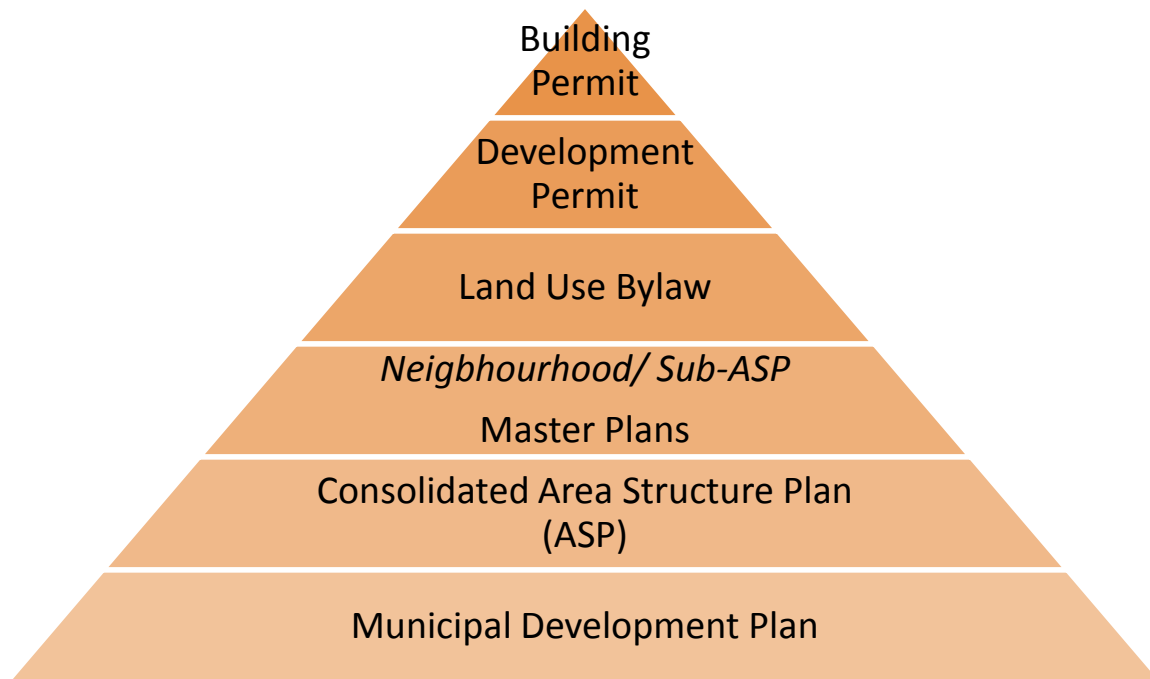 Building
Permit
Development
Permit
Land Use Bylaw
Neigbhourhood/ Sub-ASP
Master Plans
Consolidated Area Structure Plan
(ASP)
Municipal Development Plan